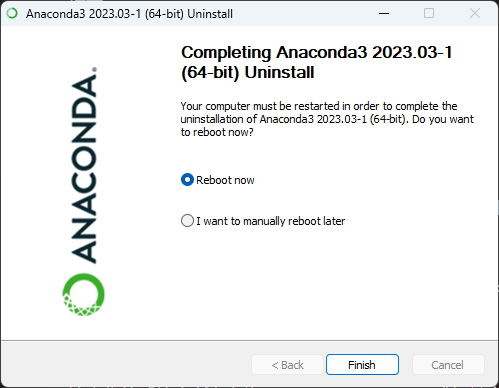 Anaconda3 2023.03-1 (64-bit) Uninstall
ANACONDA.
Completing Anaconda3 2023.03-1
(64-bit) Uninstall
Your computer must be restarted in order to complete the
uninstallation of Anaconda3 2023.03-1 (64-bit). Do you want
to reboot now?
Reboot now
I want to manually reboot later
< Back
Finish
Cancel